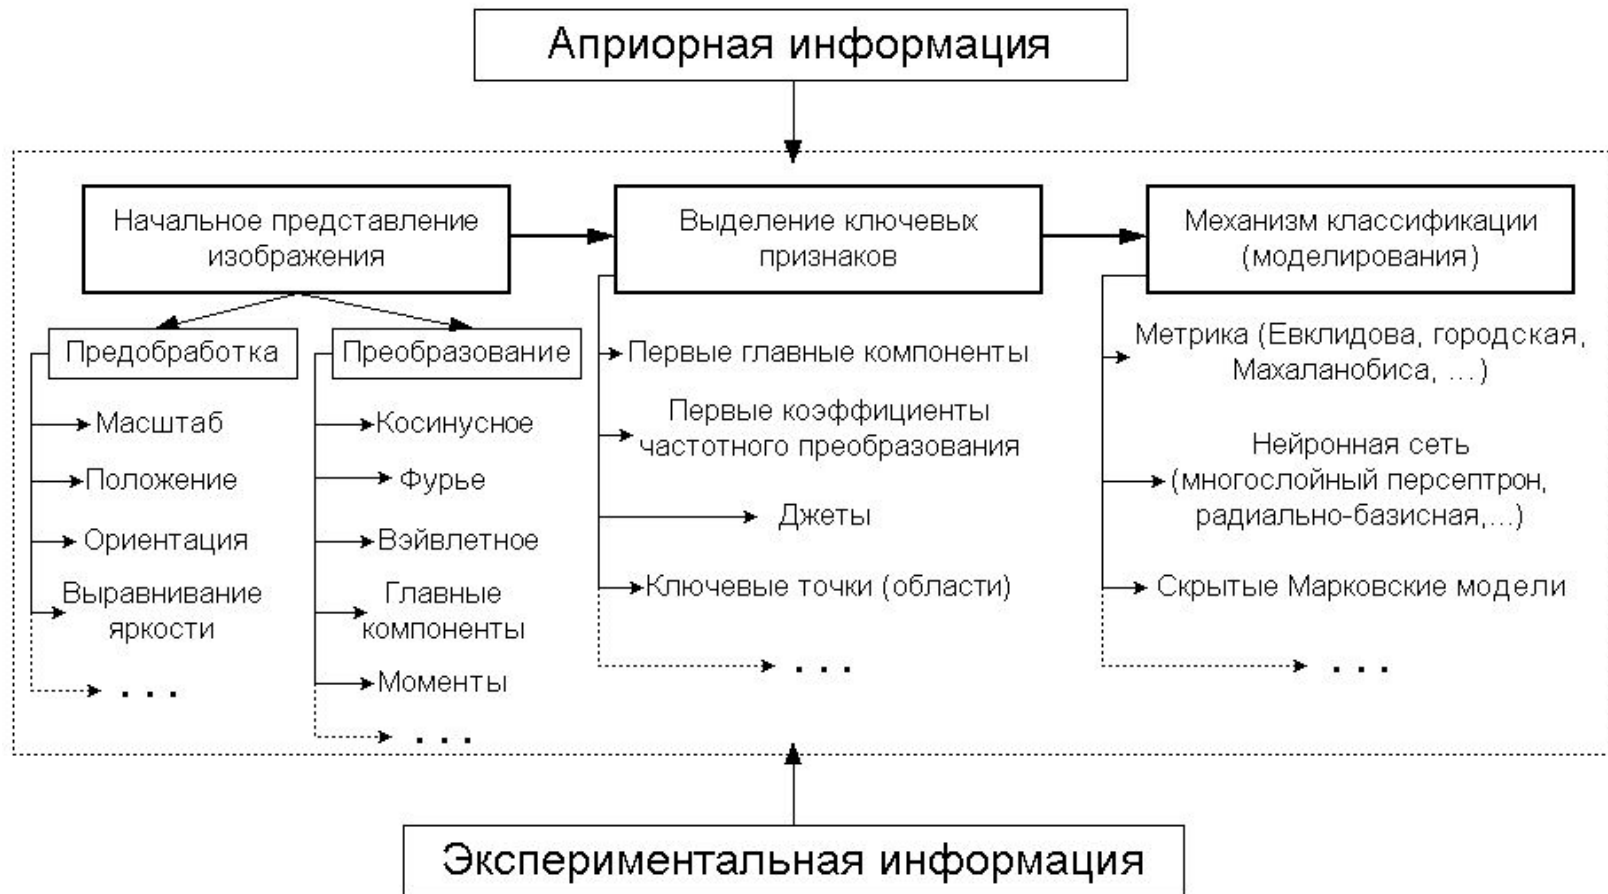 Априорная информация
Начальное представление
изображения
Выделение ключевых
признаков
Механизм классификации
(моделирования)
Предобработка
Масштаб
Положение
Ориентация
Выравнивание
яркости
. . .
Преобразование
Косинусное
Фурье
Вэйвлетное
Главные
компоненты
Моменты
. . .
Первые главные компоненты
Первые коэффициенты
частотного преобразования
Джеты
Ключевые точки (области)
. . .
Метрика (Евклидова, городская,
Махаланобиса, ...)
Нейронная сеть
(многослойный персептрон,
радиально-базисная,...)
Скрытые Марковские модели
. . .
Экспериментальная информация